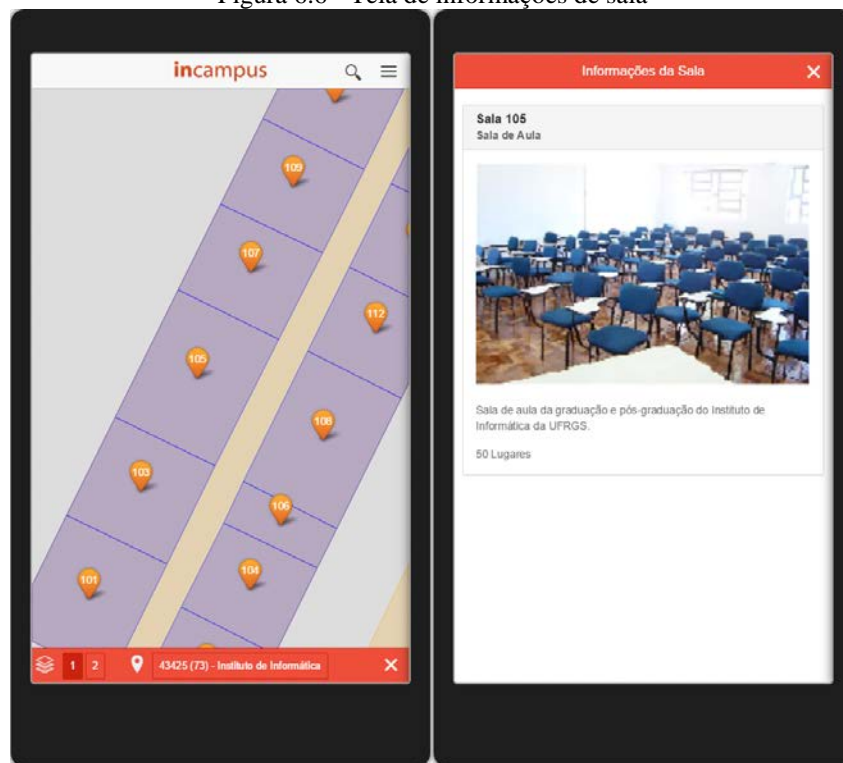 Figura 6.6 - Tela de informações de sala
incampus
109
107
112
105
108
103
106
104
101
1 2 43425 (73) - Instituto de Informática
Informações da Sala
Sala 105
Sala de Aula
Sala de aula da graduação e pós-graduação do Instituto de
Informática da UFRGS.
50 Lugares